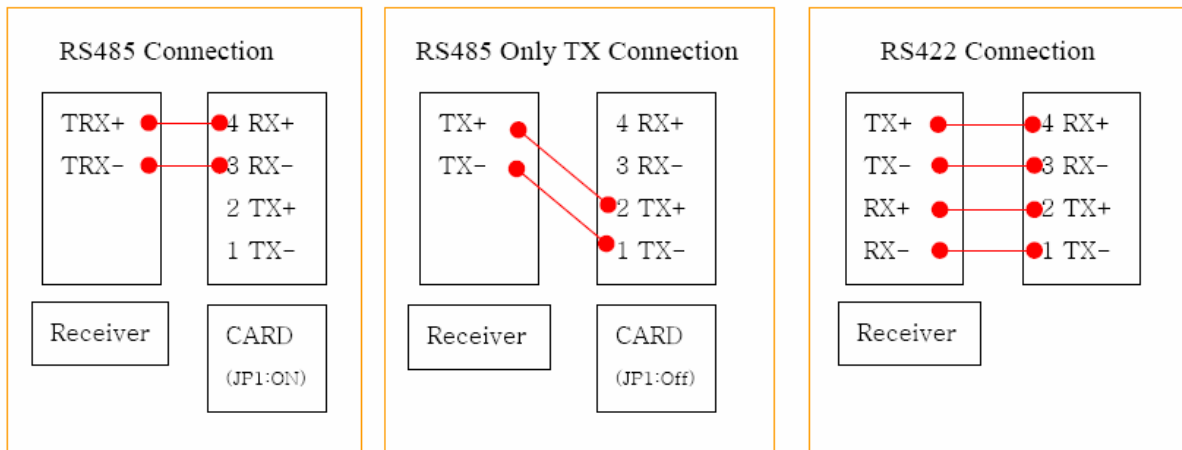 RS485 Connection
TRX+
TRX-
4 RX+
3 RX-
2 TX+
1 TX-
Receiver
CARD
(JP1:ON)
RS485 Only TX Connection
TX+
TX-
4 RX+
3 RX-
2 TX+
1 TX-
Receiver
CARD
(JP1:Off)
RS422 Connection
TX+
TX-
RX+
RX-
4 RX+
3 RX-
2 TX+
1 TX-
Receiver